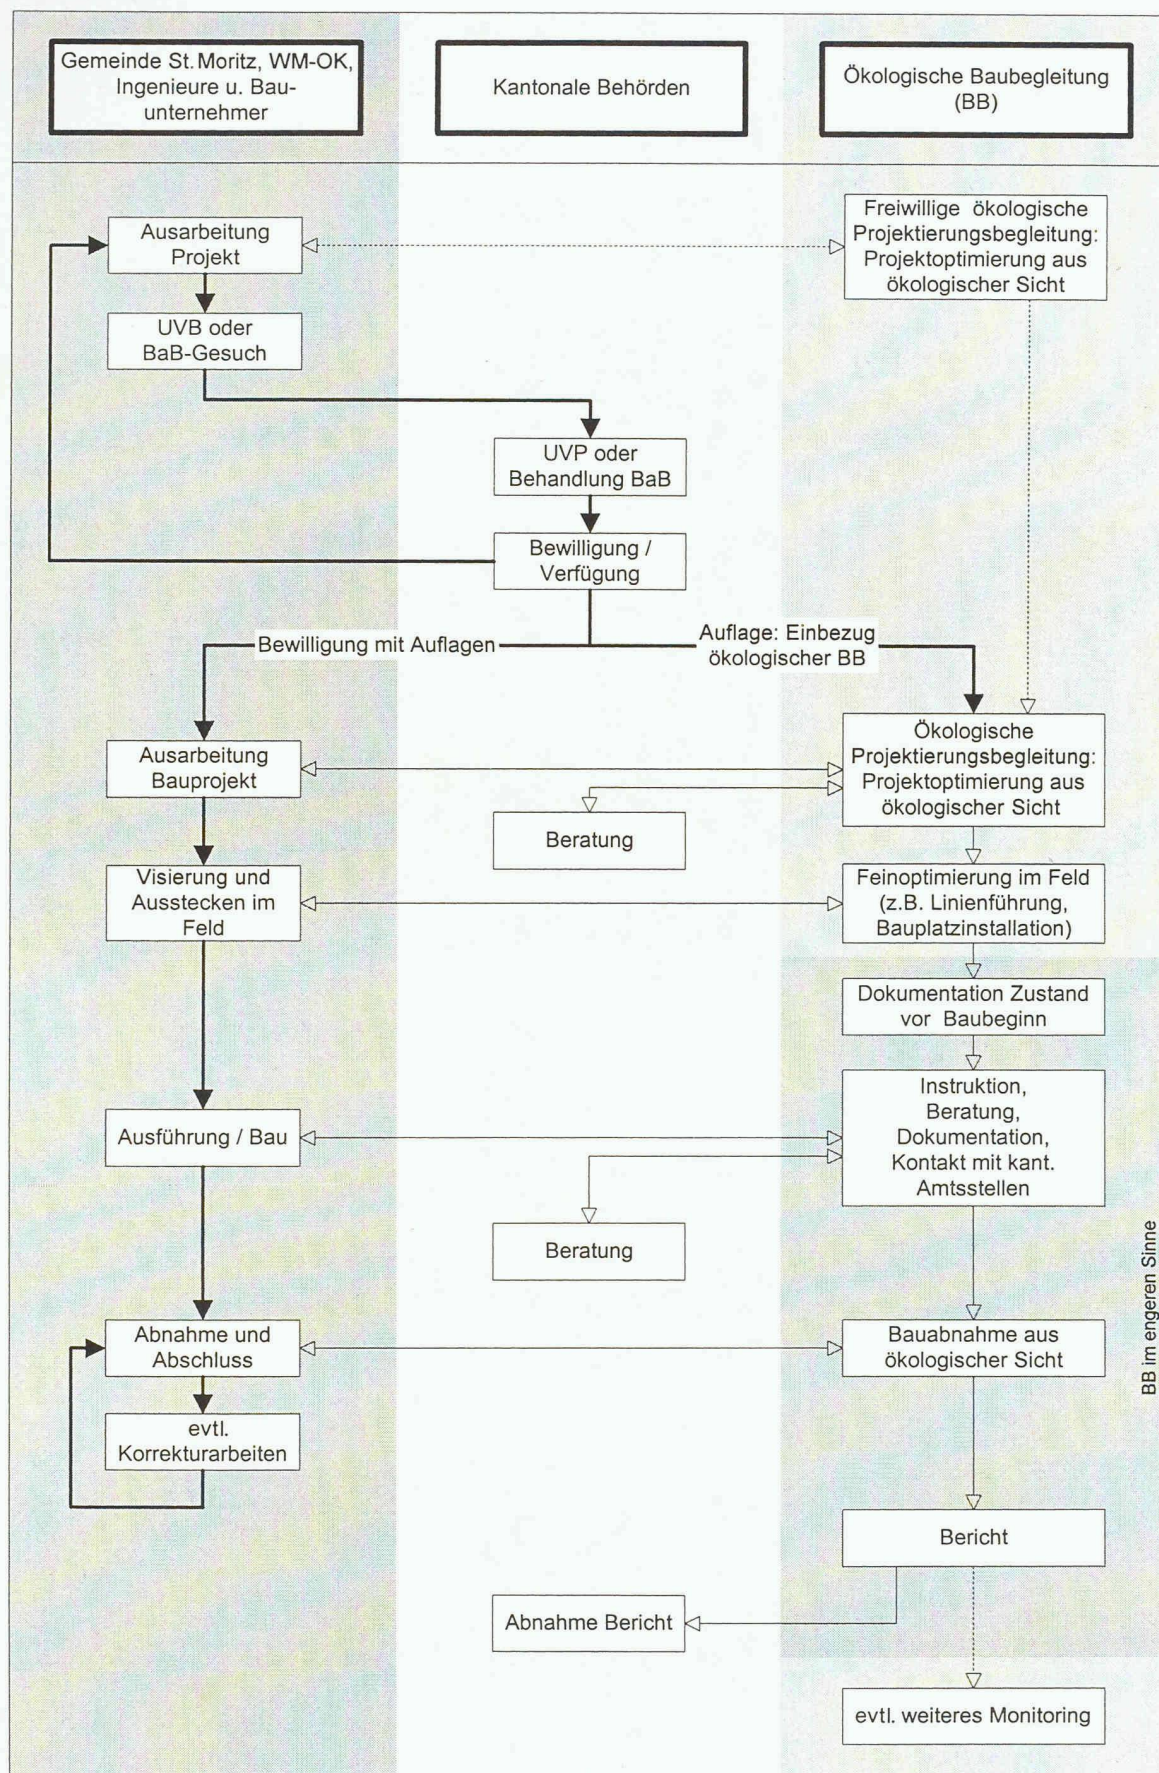 Gemeinde St. Moritz, WM-OK,
Ingenieure u. Bau-
unternehmer
Kantonale Behörden
Ökologische Baubegleitung
(BB)
Ausarbeitung
Projekt
Freiwillige ökologische
Projektierungsbegleitung:
Projektoptimierung aus
ökologischer Sicht
UVB oder
BaB-Gesuch
UVP oder
Behandlung BaB
Bewilligung /
Verfügung
Bewilligung mit Auflagen
Auflage: Einbezug
ökologischer BB
Ausarbeitung
Bauprojekt
Ökologische
Projektierungsbegleitung:
Projektoptimierung aus
ökologischer Sicht
Beratung
Visierung und
Ausstecken im
Feld
Feinoptimierung im Feld
(z.B. Linienführung,
Bauplatzinstallation)
Dokumentation Zustand
vor Baubeginn
Ausführung / Bau
Instruktion,
Beratung,
Dokumentation,
Kontakt mit kant.
Amtsstellen
Beratung
BB im engeren Sinne
Abnahme und
Abschluss
Bauabnahme aus
ökologischer Sicht
evtl.
Korrekturarbeiten
Bericht
Abnahme Bericht
evtl. weiteres Monitoring